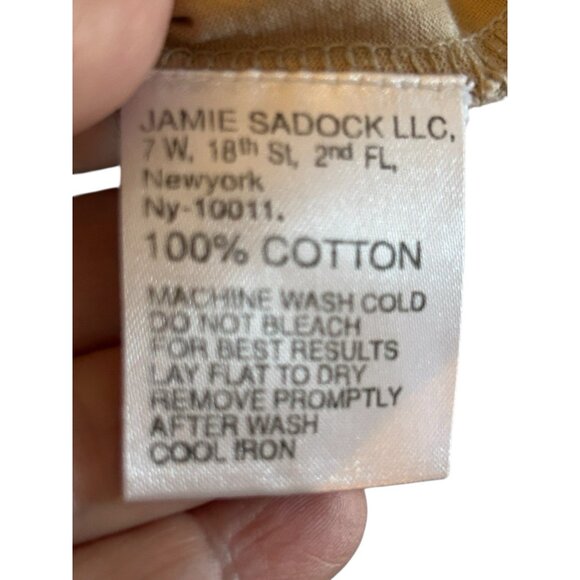 JAMIE SADOCK LLC,
7 W, 18th St, 2nd FL,
Newyork
Ny-10011.
100% COTTON
MACHINE WASH COLD
DO NOT BLEACH
FOR BEST RESULTS
LAY FLAT TO DRY
REMOVE PROMPTLY
AFTER WASH
COOL IRON